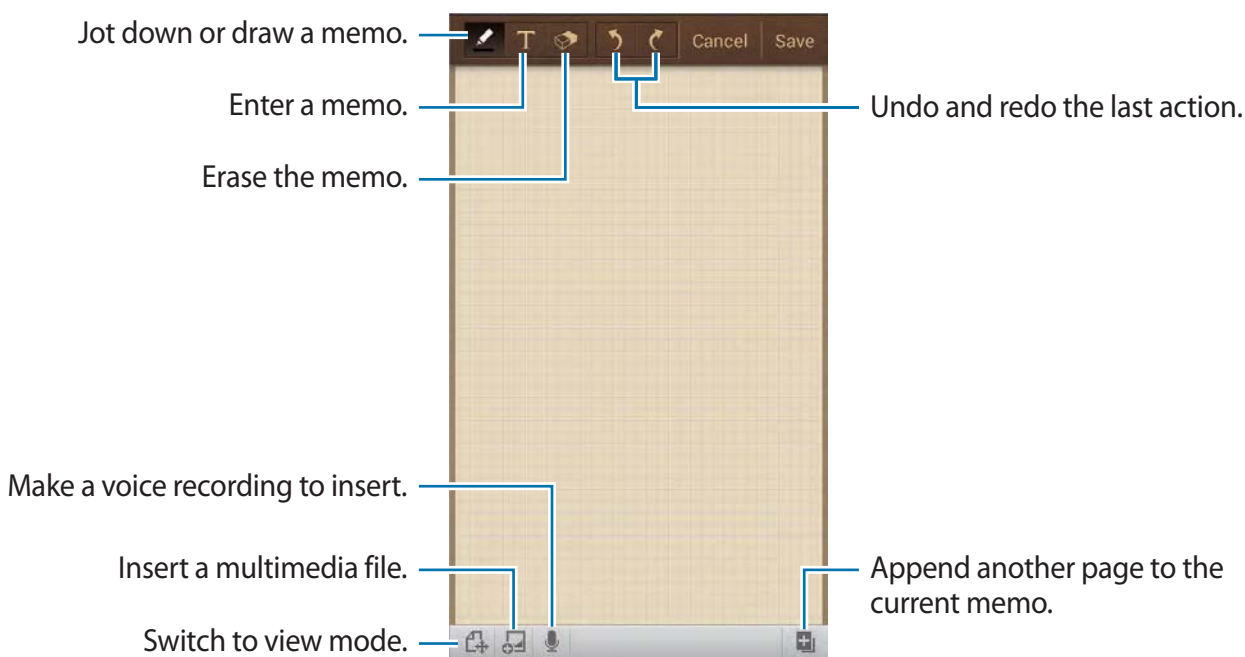 Jot down or draw a memo.
T
Cancel
Save
Enter a memo.
Undo and redo the last action.
Erase the memo.
Make a voice recording to insert.
Insert a multimedia file.
Append another page to the
current memo.
Switch to view mode.